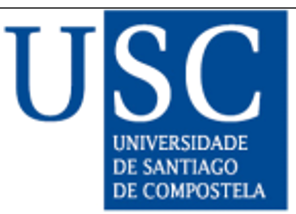 USC
UNIVERSIDADE
DE SANTIAGO
DE COMPOSTELA